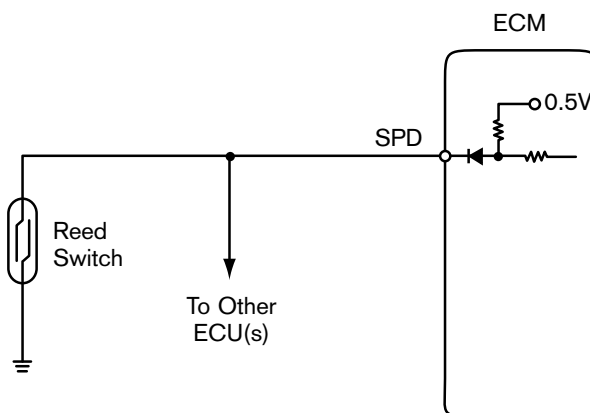 ECM
0.5V
SPD
Reed
Switch
To Other
ECU(s)